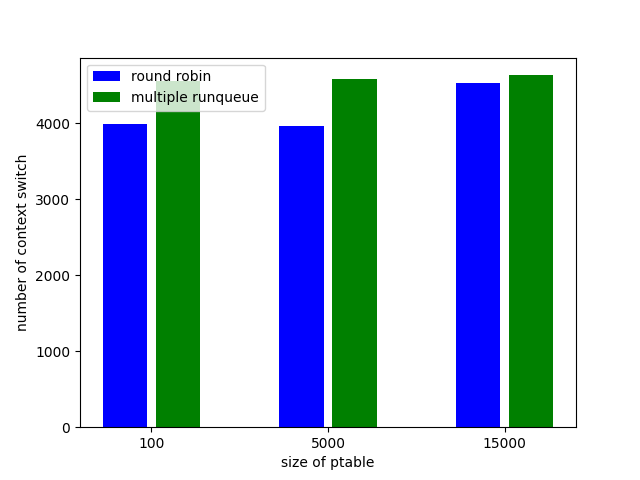 round robin
multiple runqueue
number of context switch
4000
3000
2000
1000
0
100
5000
15000
size of ptable